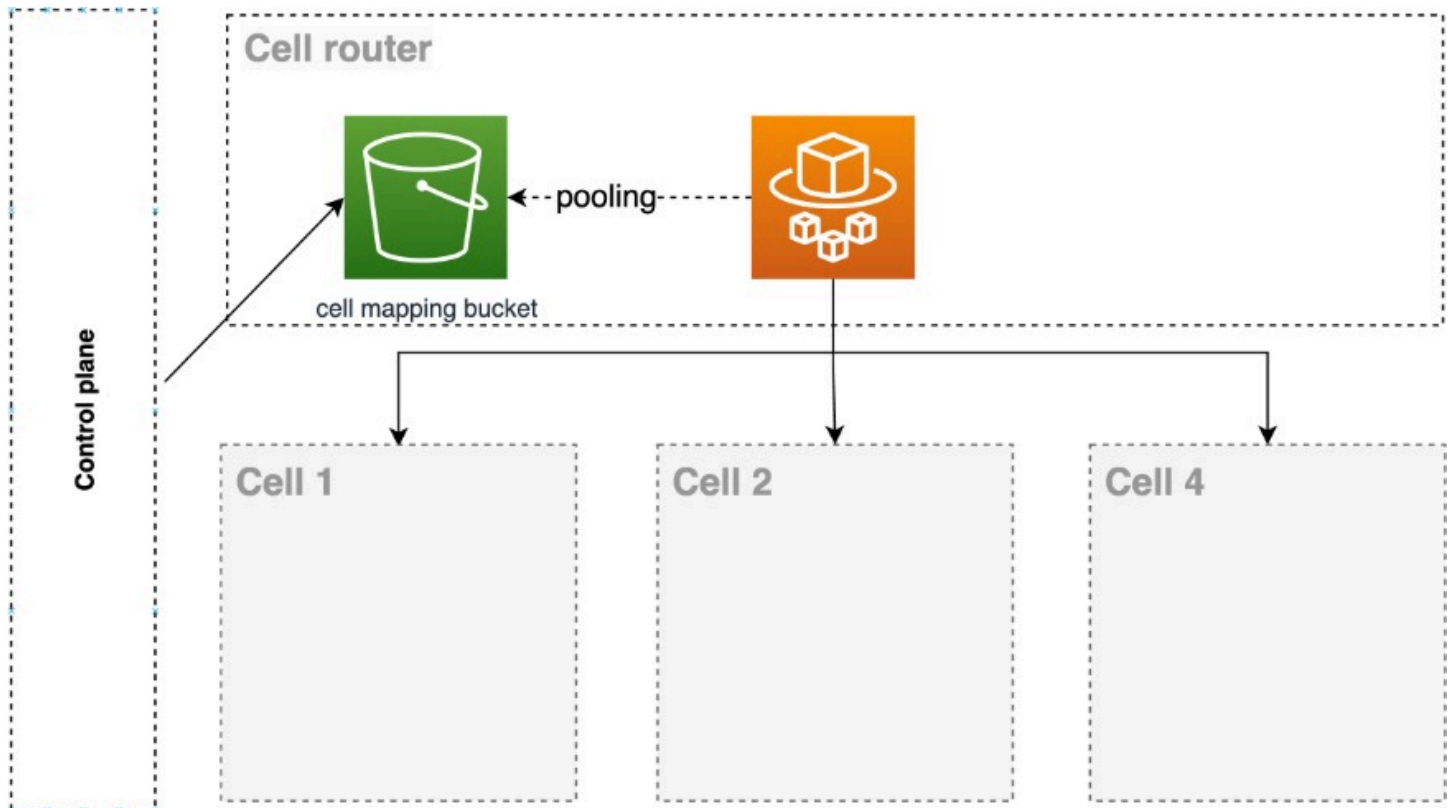 Cell router
pooling
cell mapping bucket
Control plane
Cell 1
Cell 2
Cell 4